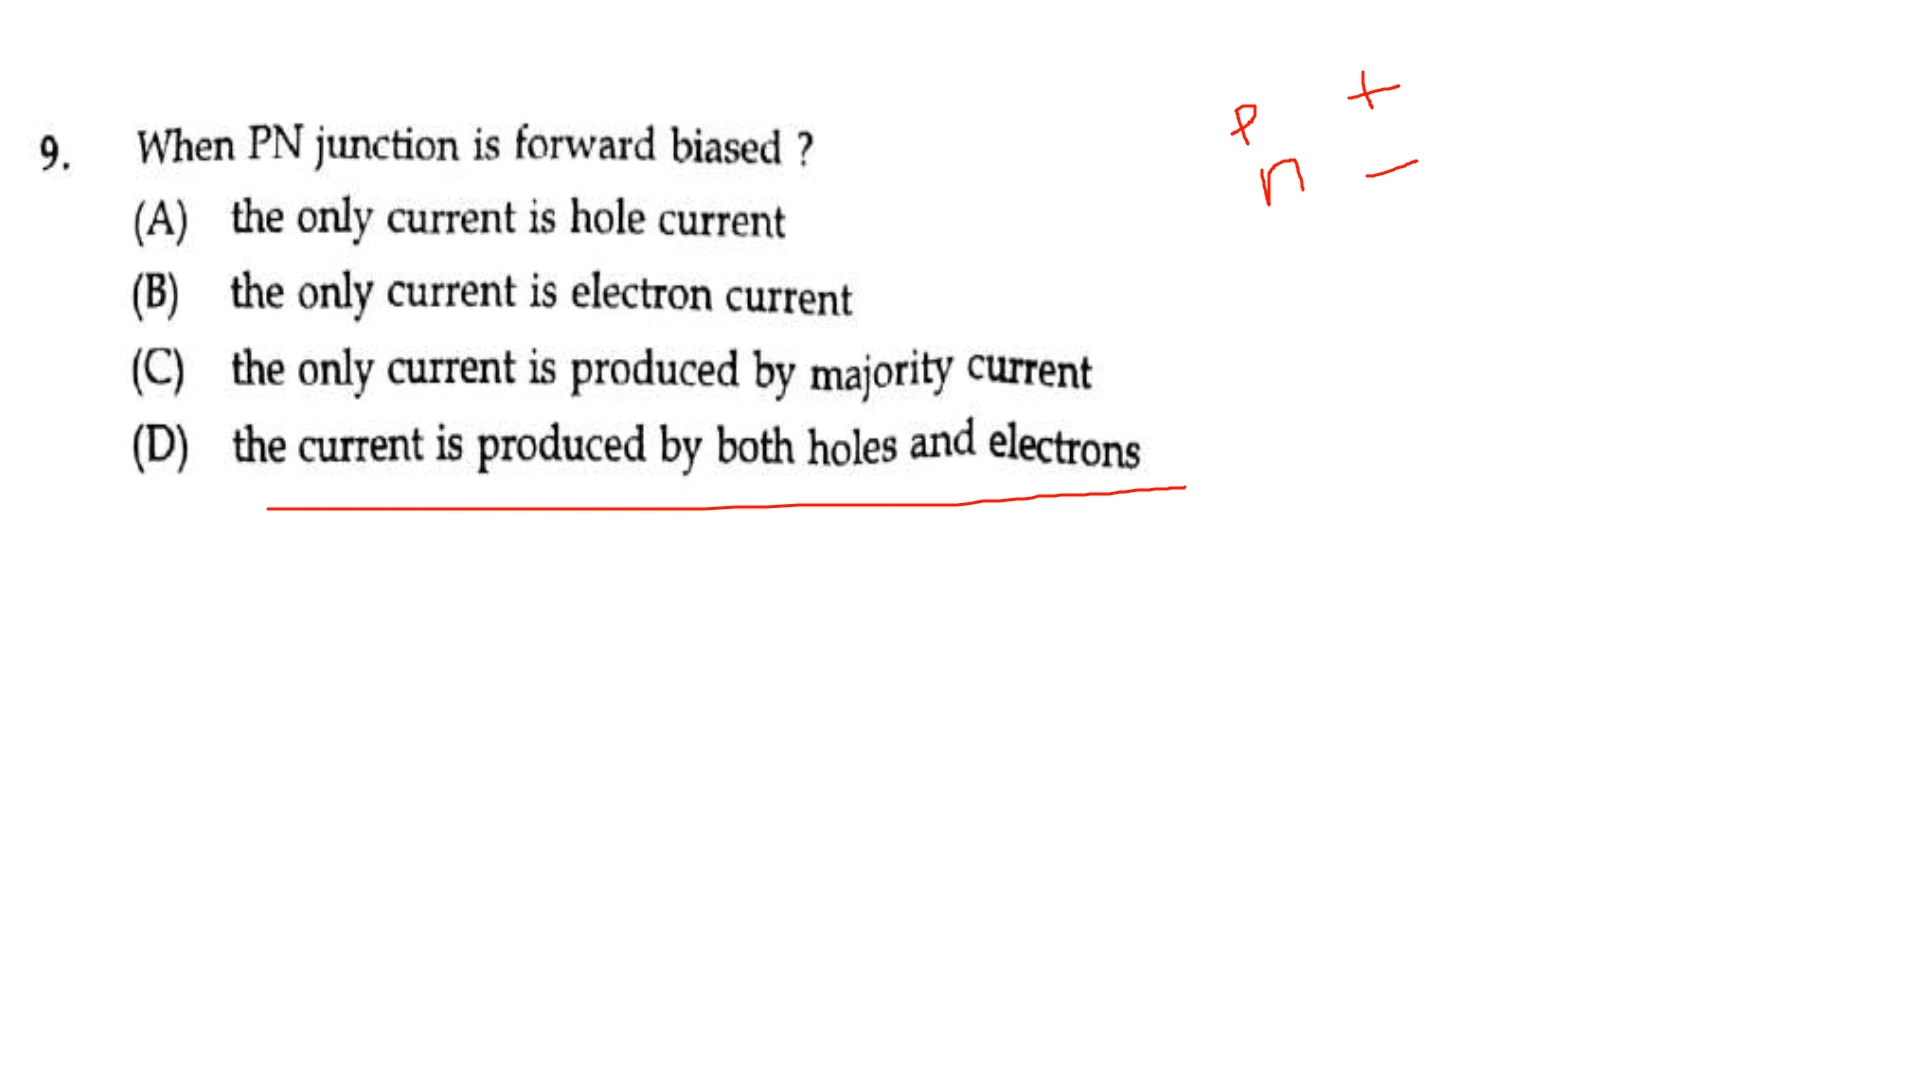 9. When PN junction is forward biased ?
(A) the only current is hole current
(B) the only current is electron current
(C) the only current is produced by majority current
(D) the current is produced by both holes and electrons
P +
n −